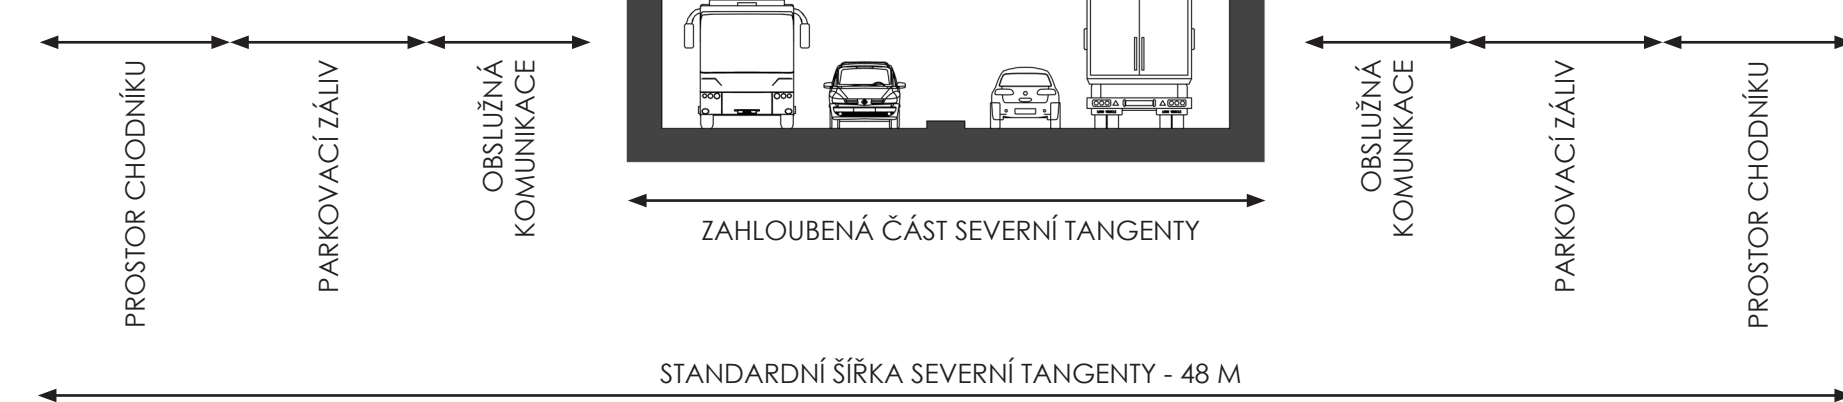 PROSTOR CHODNÍKU
PARKOVACÍ ZÁLIV
OBSLUŽNÁ
KOMUNIKACE
ZAHLOUBENÁ ČÁST SEVERNÍ TANGENTY
OBSLUŽNÁ
KOMUNIKACE
PARKOVACÍ ZÁLIV
PROSTOR CHODNÍKU
STANDARDNÍ ŠÍŘKA SEVERNÍ TANGENTY - 48 M